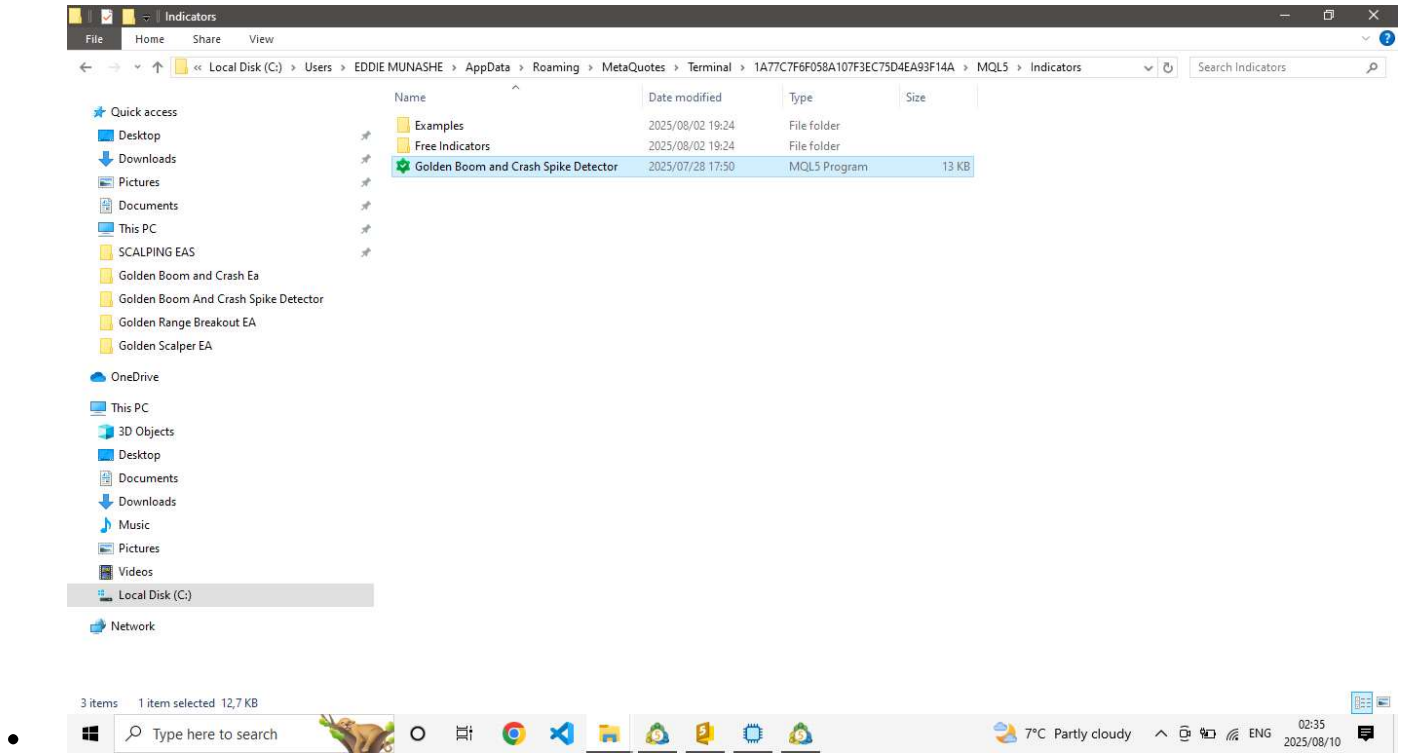 Indicators
File Home Share View
« Local Disk (C:) › Users › EDDIE MUNASHE › AppData › Roaming › MetaQuotes › Terminal › 1A77C7F6F058A107F3EC75D4EA93F14A › MQL5 › Indicators
Search Indicators
Name Date modified Type Size
Quick access
Desktop
Downloads
Pictures
Documents
This PC
SCALPING EAS
Golden Boom and Crash Ea
Golden Boom And Crash Spike Detector
Golden Range Breakout EA
Golden Scalper EA
OneDrive
This PC
3D Objects
Desktop
Documents
Downloads
Music
Pictures
Videos
Local Disk (C:)
Network
Examples 2025/08/02 19:24 File folder
Free Indicators 2025/08/02 19:24 File folder
Golden Boom and Crash Spike Detector 2025/07/28 17:50 MQL5 Program 13 KB
3 items 1 item selected 12,7 KB
Type here to search
7°C Partly cloudy
ENG
02:35
2025/08/10